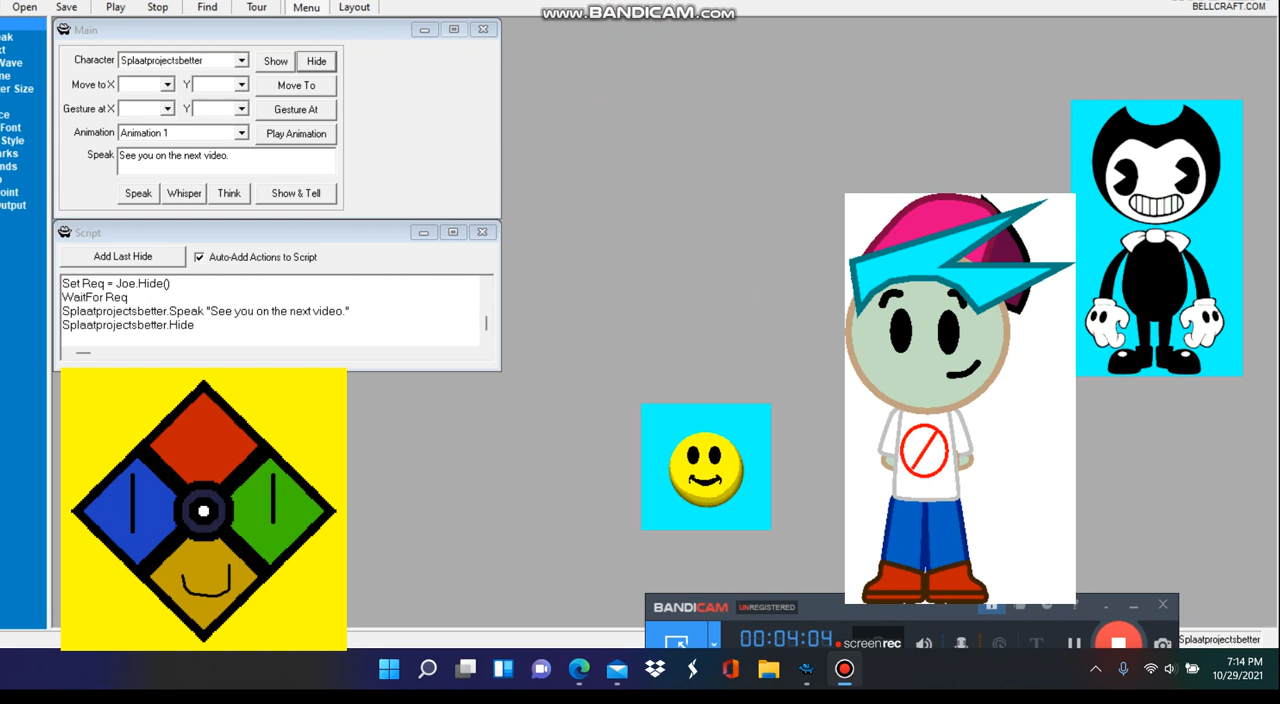 www.BANDICAM.com
Open Save Play Stop Find Tour Menu Layout
BELLCRAFT.COM
Main
Character Splaatprojectsbetter Show Hide
Move to X Y Move To
Gesture at X Y Gesture At
Animation Animation 1 Play Animation
Speak See you on the next video.
Speak Whisper Think Show & Tell
Wave
er Size
Font
Style
Script
Add Last Hide Auto-Add Actions to Script
Set Req = Joe.Hide()
WaitFor Req
Splaatprojectsbetter.Speak "See you on the next video."
Splaatprojectsbetter.Hide
BANDICAM UNREGISTERED
00:04:04
screenrec
Splaatprojectsbetter
7:14 PM
10/29/2021